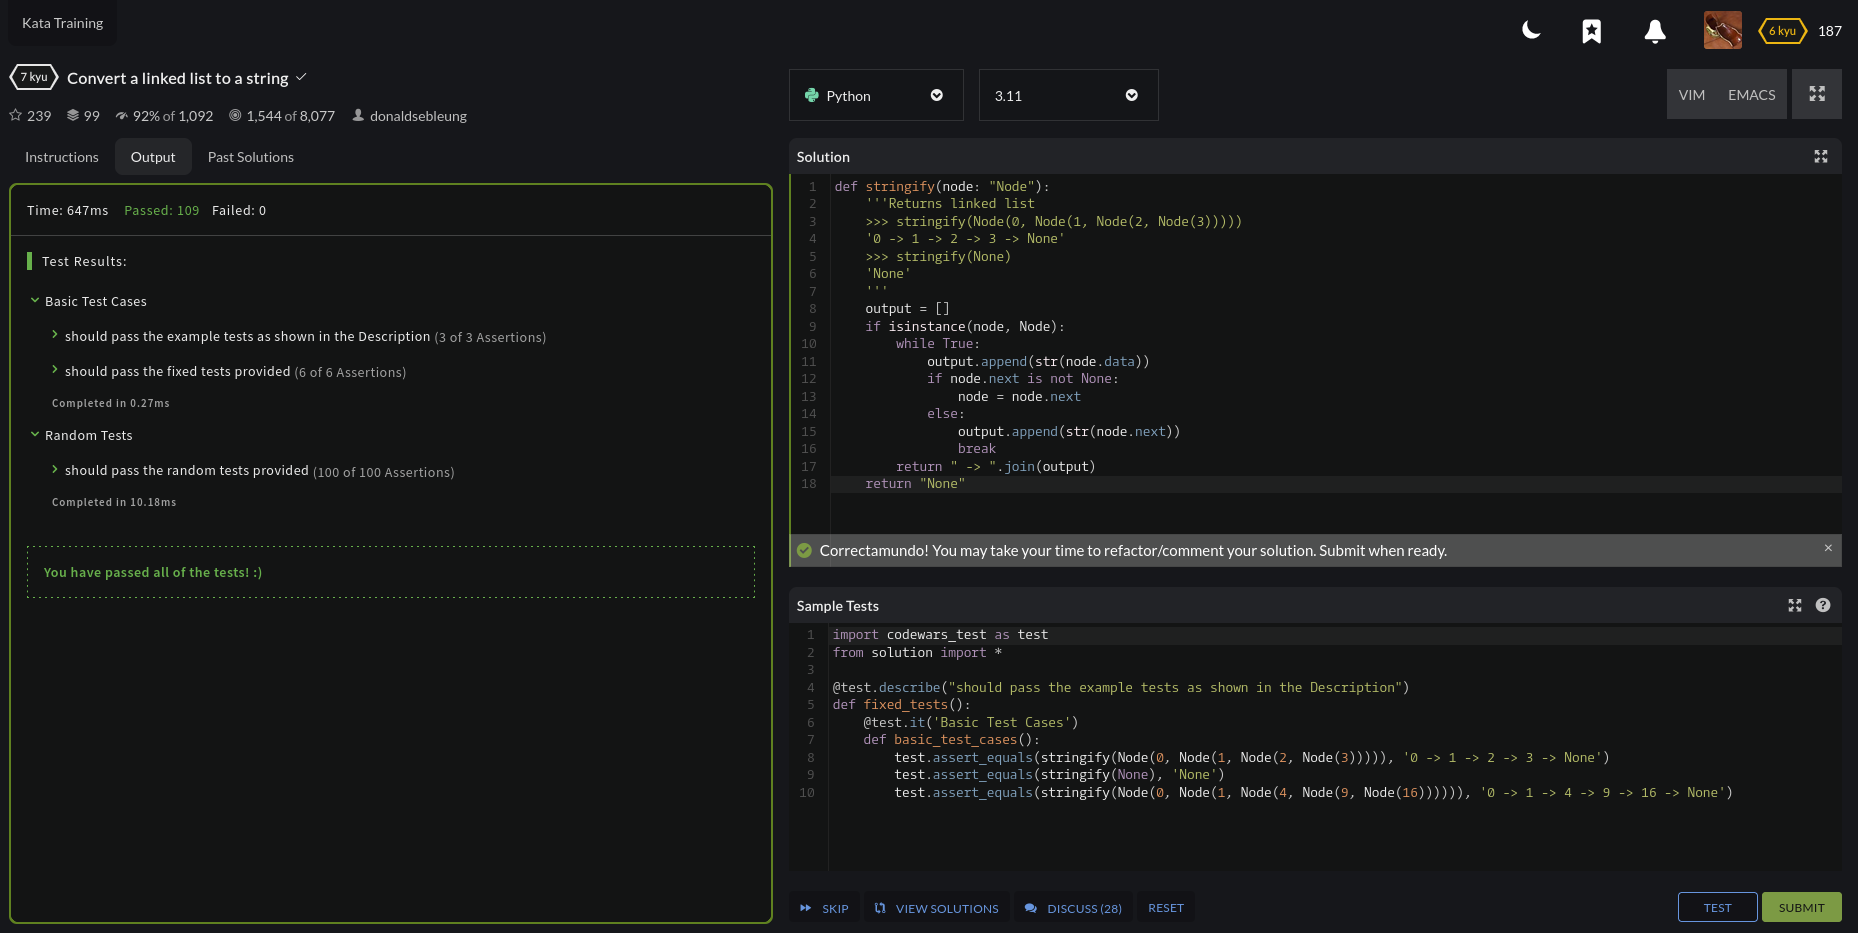 Kata Training
6 kyu 187
7 kyu Convert a linked list to a string
239 99 92% of 1,092 1,544 of 8,077 donaldsebleung
Instructions Output Past Solutions
Time: 647ms Passed: 109 Failed: 0
Test Results:
Basic Test Cases
should pass the example tests as shown in the Description (3 of 3 Assertions)
should pass the fixed tests provided (6 of 6 Assertions)
Completed in 0.27ms
Random Tests
should pass the random tests provided (100 of 100 Assertions)
Completed in 10.18ms
You have passed all of the tests! :)
Python 3.11 VIM EMACS
Solution
1 def stringify(node: "Node"):
2     '''Returns linked list
3     >>> stringify(Node(0, Node(1, Node(2, Node(3)))))
4     '0 -> 1 -> 2 -> 3 -> None'
5     >>> stringify(None)
6     'None'
7     '''
8     output = []
9     if isinstance(node, Node):
10         while True:
11             output.append(str(node.data))
12             if node.next is not None:
13                 node = node.next
14             else:
15                 output.append(str(node.next))
16                 break
17         return " -> ".join(output)
18     return "None"
Correctamundo! You may take your time to refactor/comment your solution. Submit when ready. ×
Sample Tests ?
1 import codewars_test as test
2 from solution import *
3
4 @test.describe("should pass the example tests as shown in the Description")
5 def fixed_tests():
6     @test.it('Basic Test Cases')
7     def basic_test_cases():
8         test.assert_equals(stringify(Node(0, Node(1, Node(2, Node(3))))), '0 -> 1 -> 2 -> 3 -> None')
9         test.assert_equals(stringify(None), 'None')
10         test.assert_equals(stringify(Node(0, Node(1, Node(4, Node(9, Node(16)))))), '0 -> 1 -> 4 -> 9 -> 16 -> None')
SKIP VIEW SOLUTIONS DISCUSS (28) RESET TEST SUBMIT